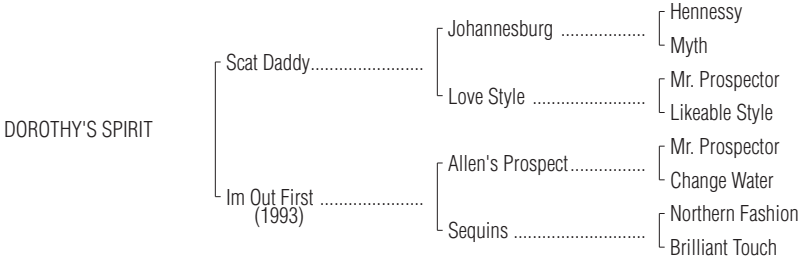 Hennessy
Johannesburg ..................
Myth
Scat Daddy.......................
Mr. Prospector
Love Style ........................
Likeable Style
DOROTHY'S SPIRIT
Mr. Prospector
Allen's Prospect................
Change Water
Im Out First ......................
(1993)
Northern Fashion
Sequins ............................
Brilliant Touch